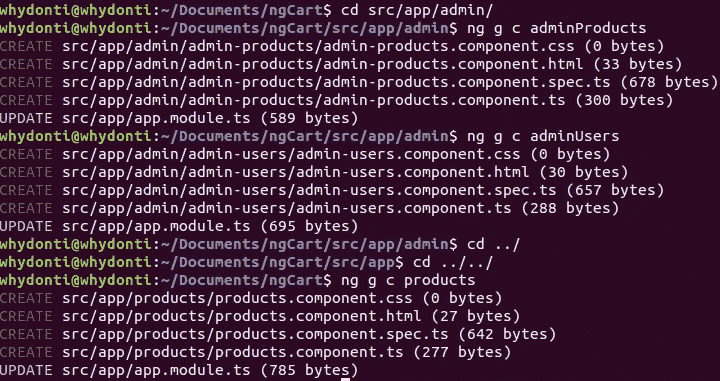 whydonti@whydonti:~/Documents/ngCart$ cd src/app/admin/
whydonti@whydonti:~/Documents/ngCart/src/app/admin$ ng g c adminProducts
CREATE src/app/admin/admin-products/admin-products.component.css (0 bytes)
CREATE src/app/admin/admin-products/admin-products.component.html (33 bytes)
CREATE src/app/admin/admin-products/admin-products.component.spec.ts (678 bytes)
CREATE src/app/admin/admin-products/admin-products.component.ts (300 bytes)
UPDATE src/app/app.module.ts (589 bytes)
whydonti@whydonti:~/Documents/ngCart/src/app/admin$ ng g c adminUsers
CREATE src/app/admin/admin-users/admin-users.component.css (0 bytes)
CREATE src/app/admin/admin-users/admin-users.component.html (30 bytes)
CREATE src/app/admin/admin-users/admin-users.component.spec.ts (657 bytes)
CREATE src/app/admin/admin-users/admin-users.component.ts (288 bytes)
UPDATE src/app/app.module.ts (695 bytes)
whydonti@whydonti:~/Documents/ngCart/src/app/admin$ cd ../
whydonti@whydonti:~/Documents/ngCart/src/app$ cd ../../
whydonti@whydonti:~/Documents/ngCart$ ng g c products
CREATE src/app/products/products.component.css (0 bytes)
CREATE src/app/products/products.component.html (27 bytes)
CREATE src/app/products/products.component.spec.ts (642 bytes)
CREATE src/app/products/products.component.ts (277 bytes)
UPDATE src/app/app.module.ts (785 bytes)